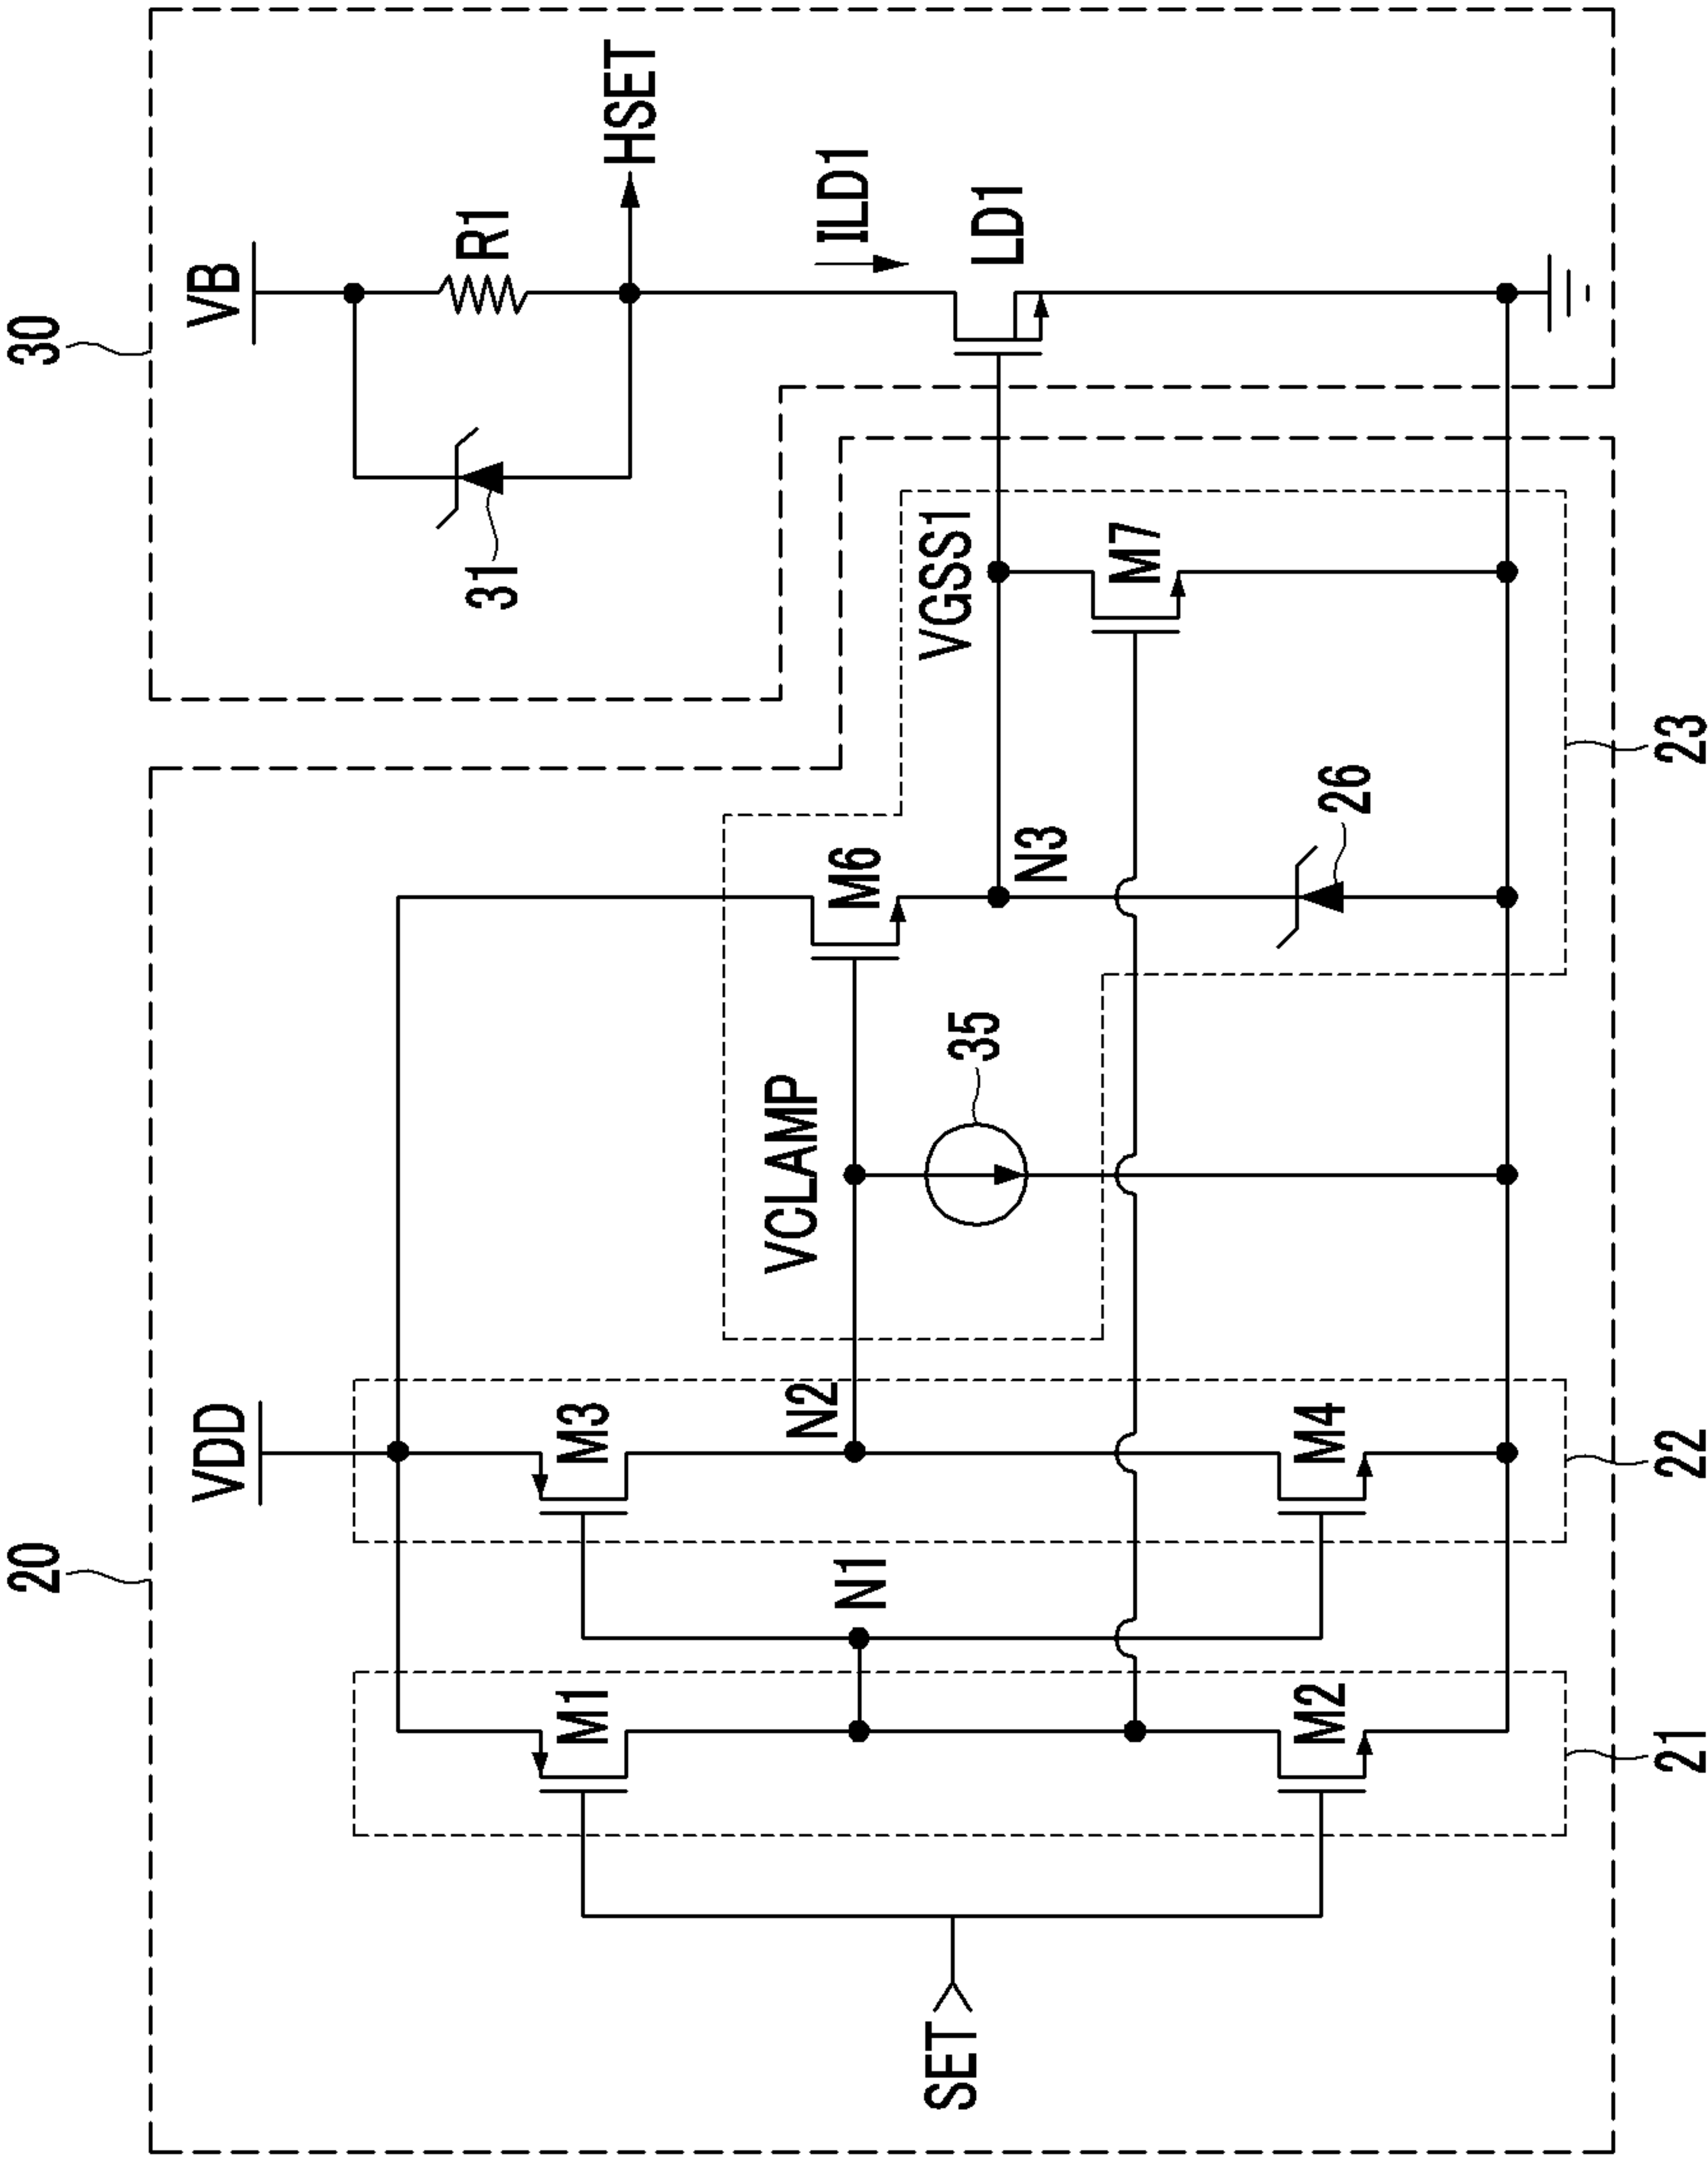 20
30
VDD
VB
R1
31
HSET
M1
M3
ILD1
VCLAMP
M6
N1
N2
VGSS1
LD1
SET
35
N3
M7
M2
M4
26
21
22
23